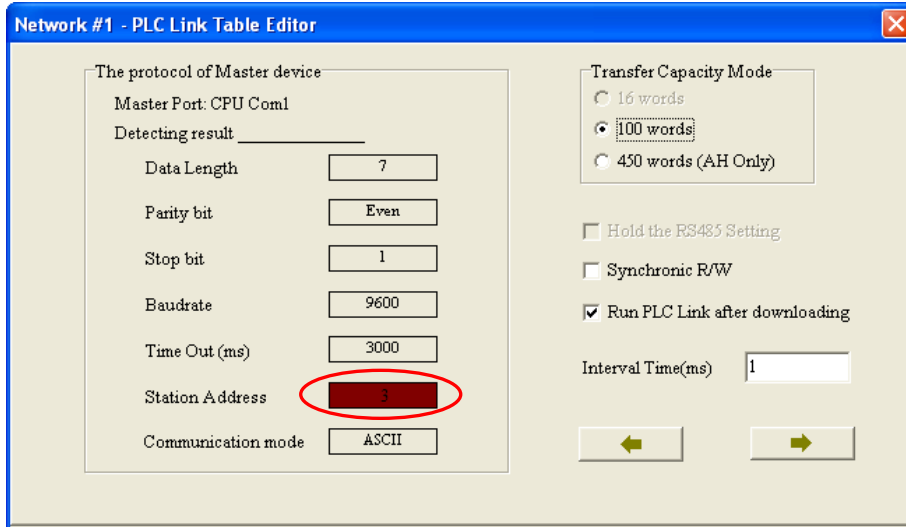 Network #1 - PLC Link Table Editor
The protocol of Master device
Master Port: CPU Com1
Detecting result
Data Length 7
Parity bit Even
Stop bit 1
Baudrate 9600
Time Out (ms) 3000
Station Address 3
Communication mode ASCII
Transfer Capacity Mode
16 words
100 words
450 words (AH Only)
Hold the RS485 Setting
Synchronic R/W
Run PLC Link after downloading
Interval Time(ms) 1